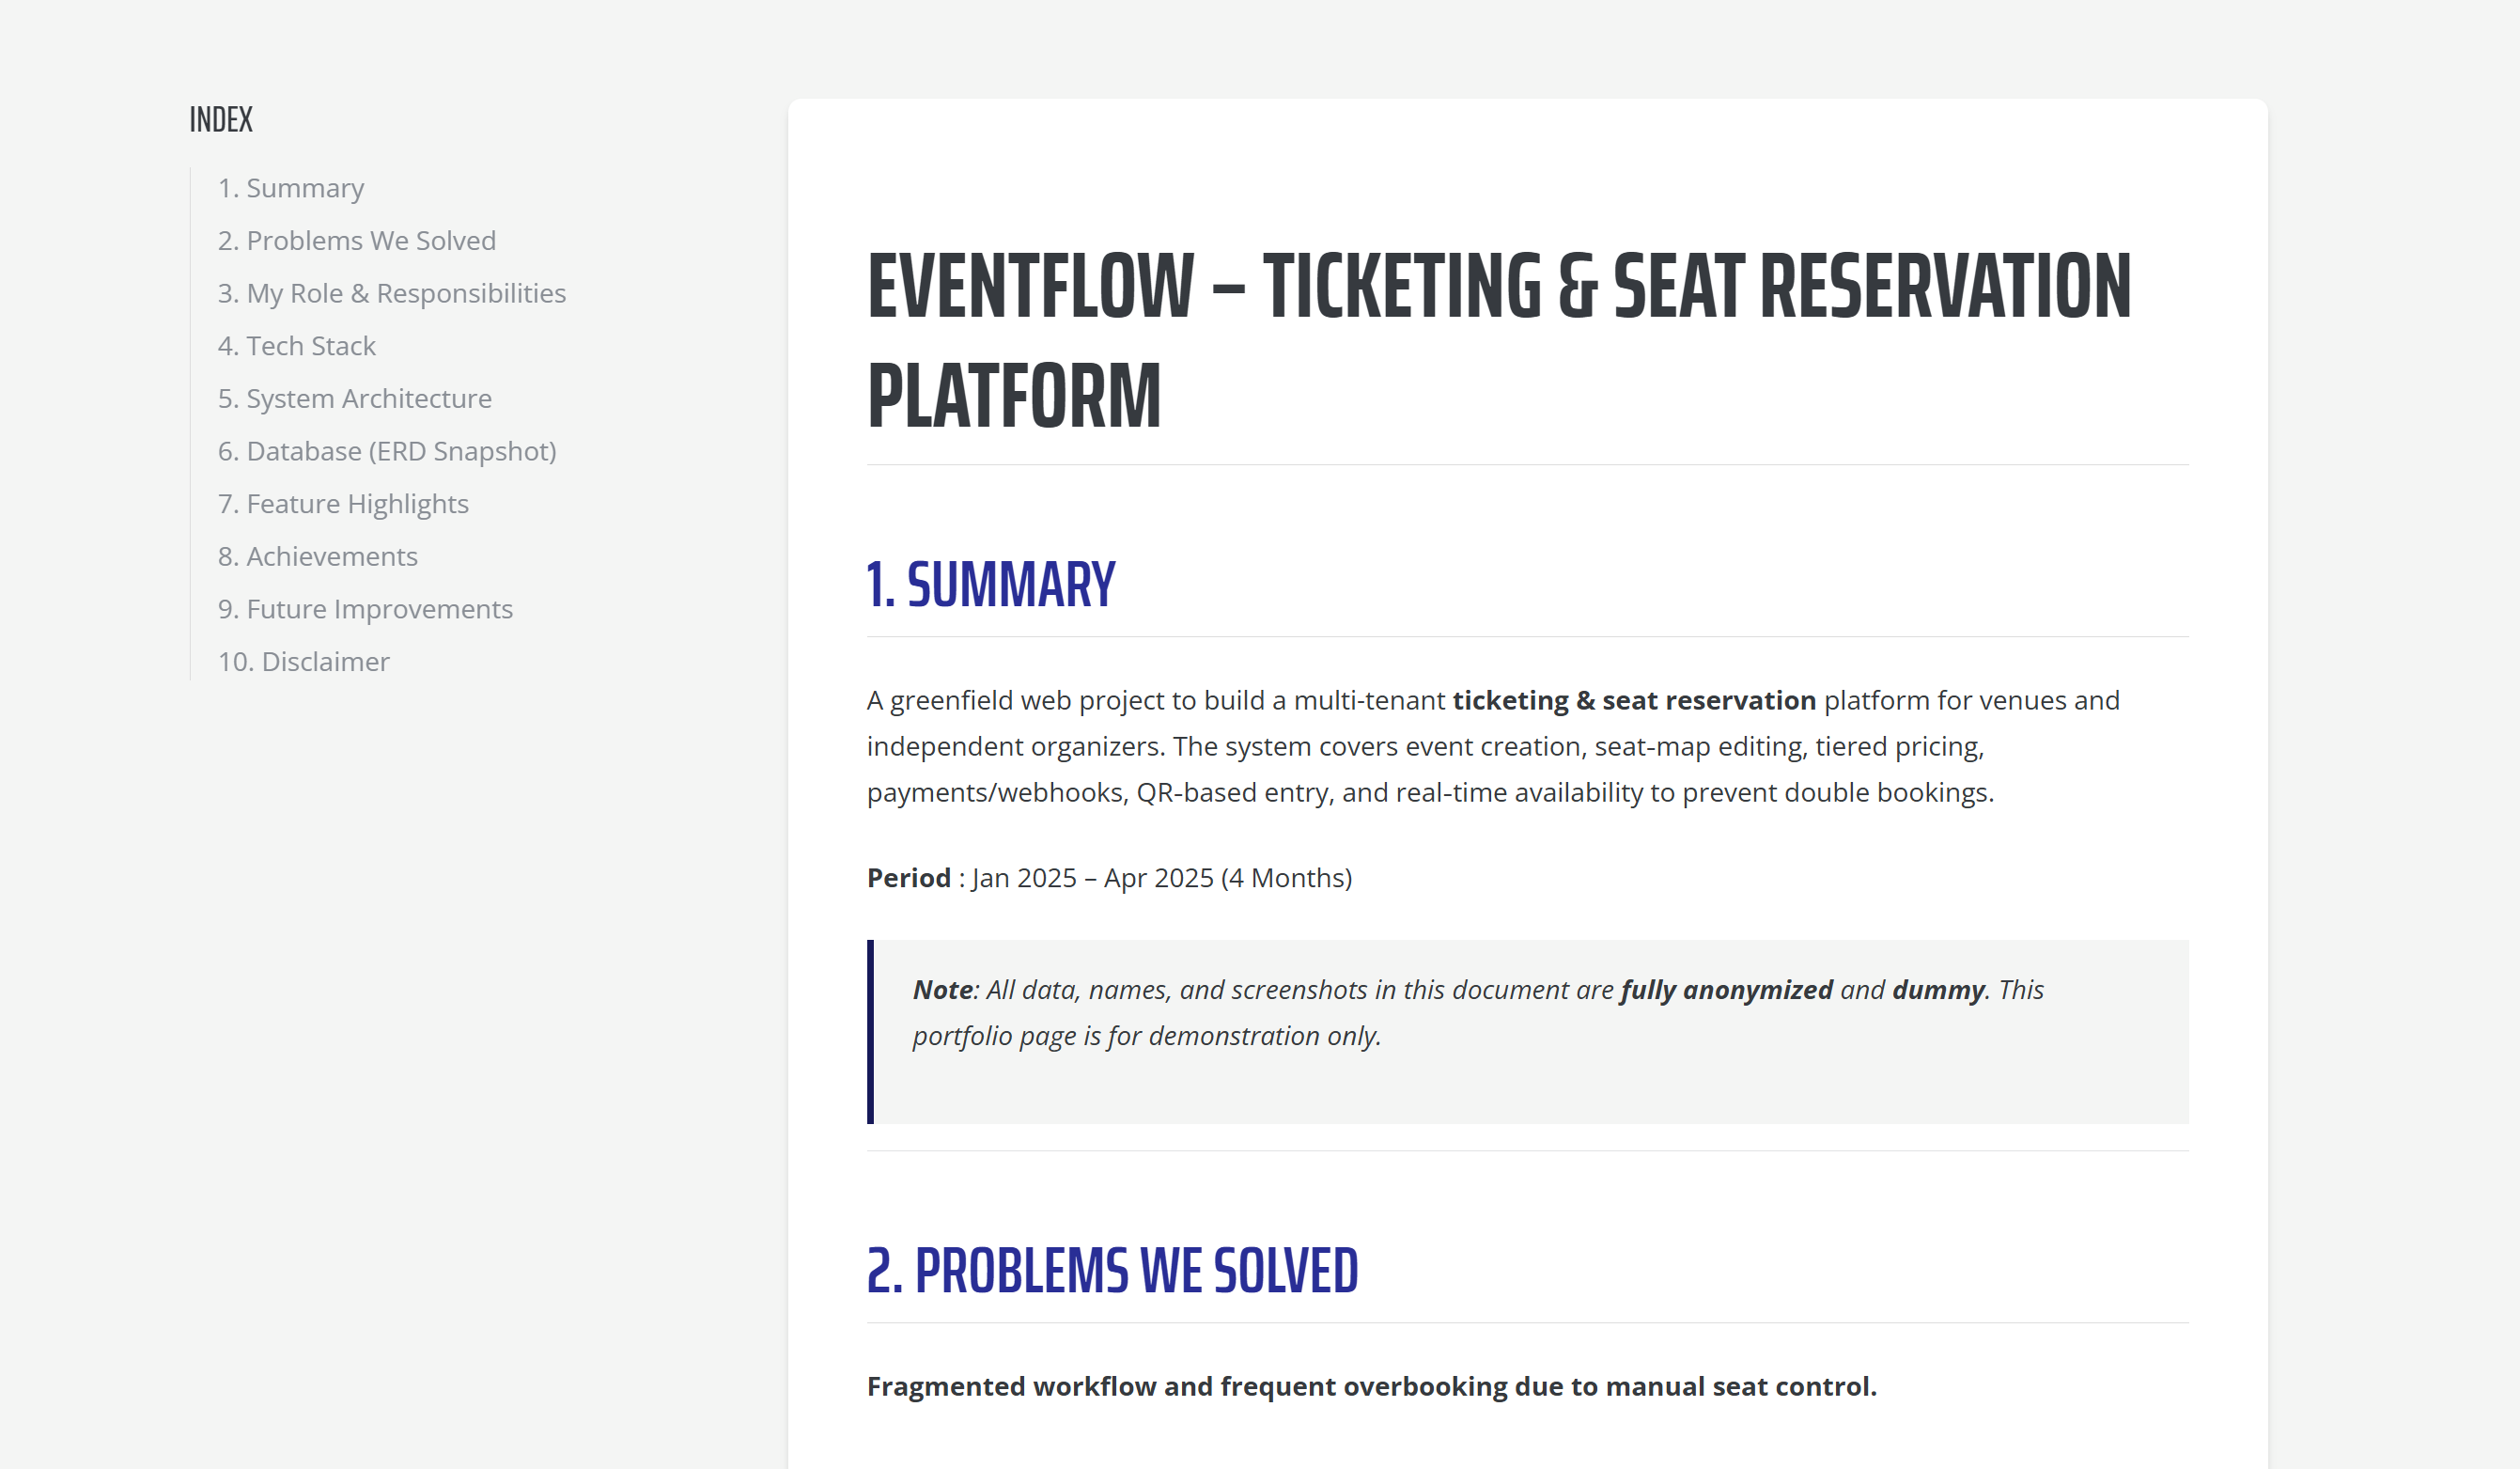 INDEX
1. Summary
2. Problems We Solved
3. My Role & Responsibilities
4. Tech Stack
5. System Architecture
6. Database (ERD Snapshot)
7. Feature Highlights
8. Achievements
9. Future Improvements
10. Disclaimer
EVENTFLOW – TICKETING & SEAT RESERVATION
PLATFORM
1. SUMMARY
A greenfield web project to build a multi-tenant ticketing & seat reservation platform for venues and
independent organizers. The system covers event creation, seat-map editing, tiered pricing,
payments/webhooks, QR-based entry, and real-time availability to prevent double bookings.
Period : Jan 2025 – Apr 2025 (4 Months)
Note: All data, names, and screenshots in this document are fully anonymized and dummy. This
portfolio page is for demonstration only.
2. PROBLEMS WE SOLVED
Fragmented workflow and frequent overbooking due to manual seat control.